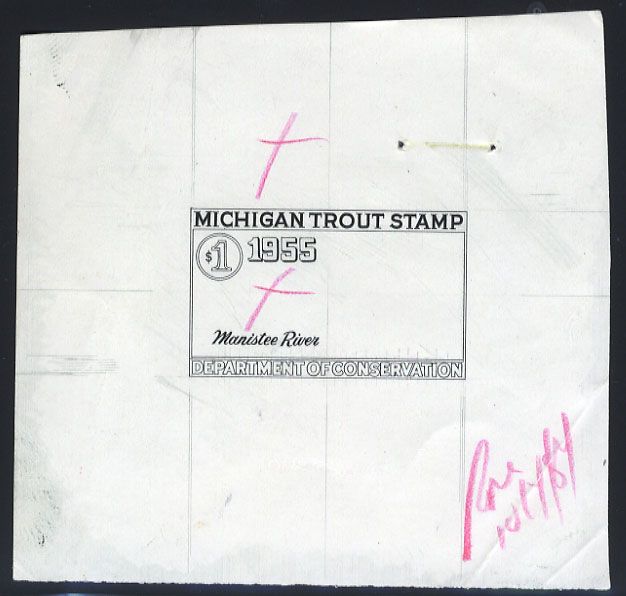 MICHIGAN TROUT STAMP
$1 1955
Manistee River
DEPARTMENT OF CONSERVATION